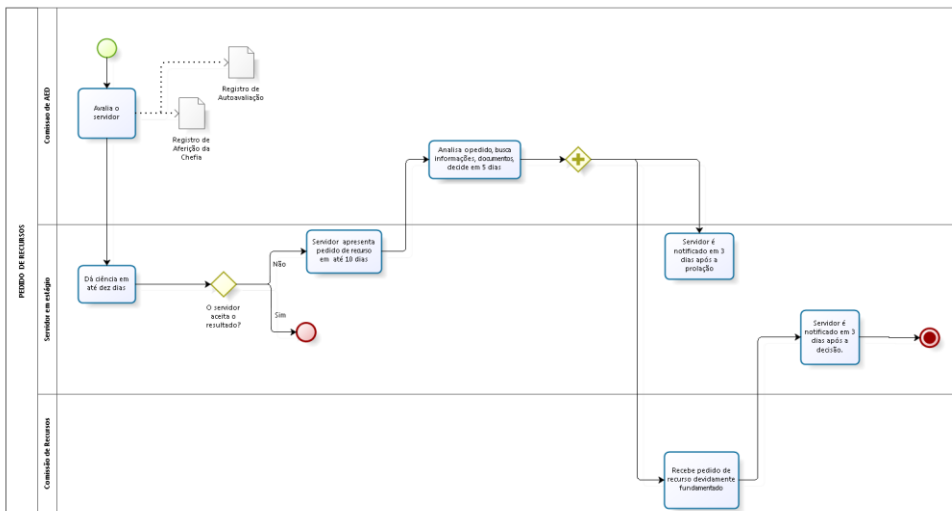 PEDIDO DE RECURSOS
Comissao de AED
Avalia o
servidor
Registro de
Autoavaliação
Registro de
Aferição da
Chefia
Analisa o pedido, busca
informações, documentos,
decide em 5 dias
Servidor em estágio
Dá ciência em
até dez dias
O servidor
aceita o
resultado?
Não
Sim
Servidor apresenta
pedido de recurso
em até 10 dias
Servidor é
notificado em 3
dias após a
prolação
Servidor é
notificado em 3
dias após a
decisão.
Comissão de Recursos
Recebe pedido de
recurso devidamente
fundamentado